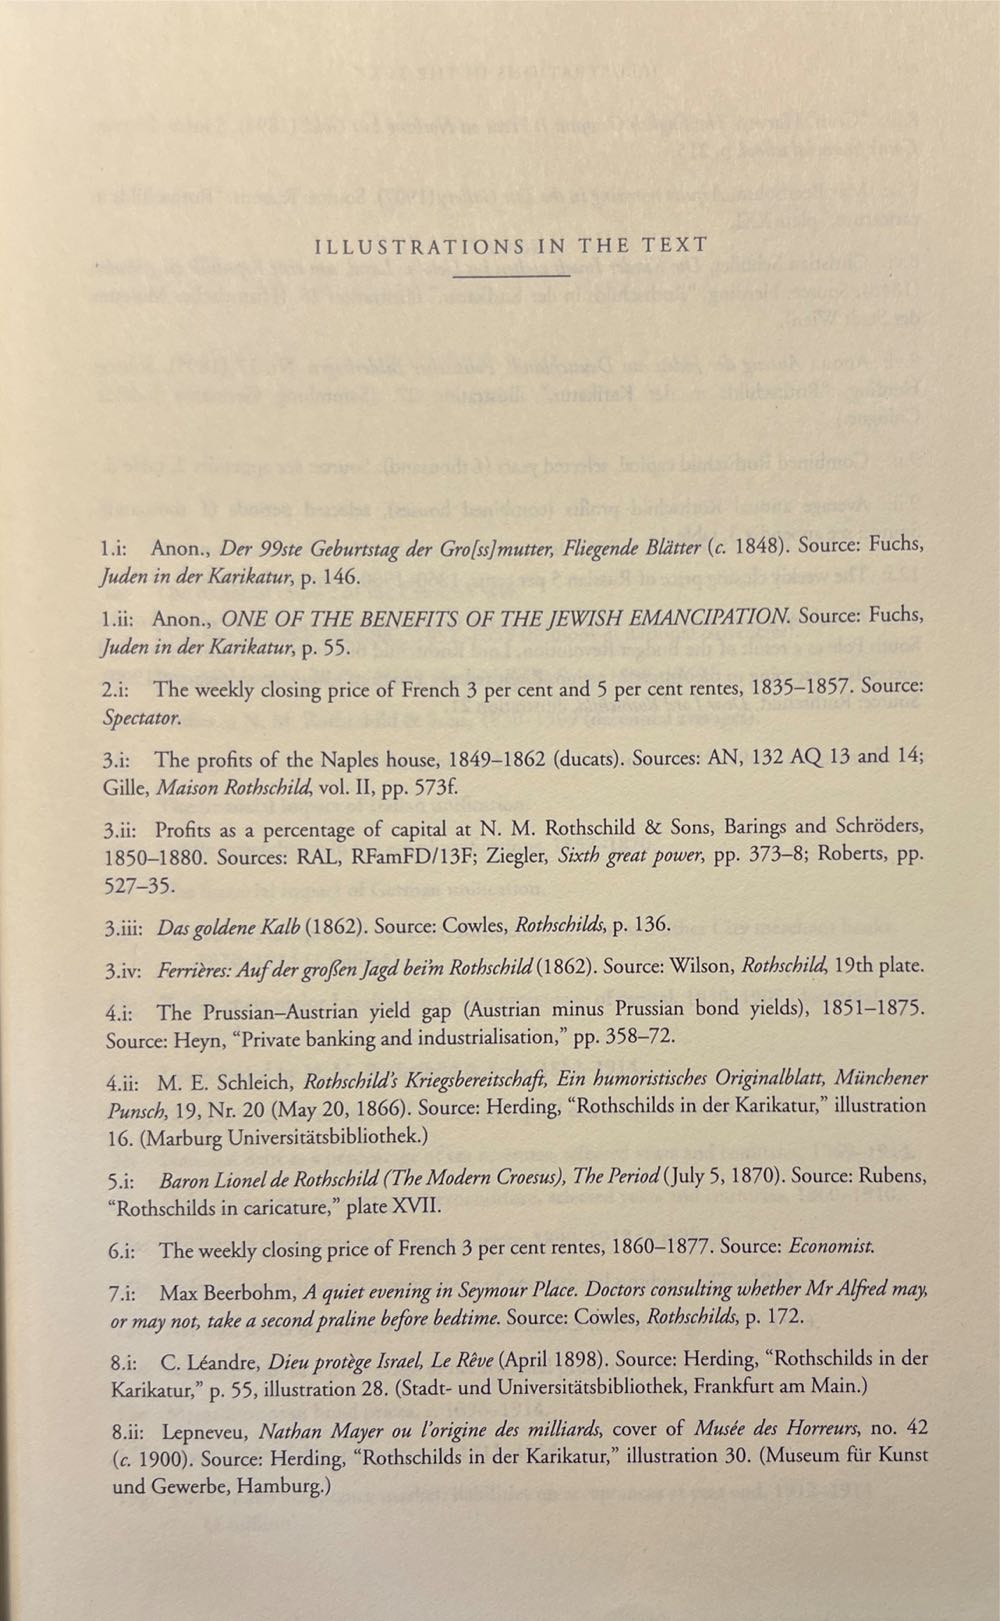 ILLUSTRATIONS IN THE TEXT
1.i: Anon., Der 99ste Geburtstag der Gro[ss]mutter, Fliegende Blätter (c. 1848). Source: Fuchs,
Juden in der Karikatur, p. 146.
1.ii: Anon., ONE OF THE BENEFITS OF THE JEWISH EMANCIPATION. Source: Fuchs,
Juden in der Karikatur, p. 55.
2.i: The weekly closing price of French 3 per cent and 5 per cent rentes, 1835–1857. Source:
Spectator.
3.i: The profits of the Naples house, 1849–1862 (ducats). Sources: AN, 132 AQ 13 and 14;
Gille, Maison Rothschild, vol. II, pp. 573f.
3.ii: Profits as a percentage of capital at N. M. Rothschild & Sons, Barings and Schröders,
1850–1880. Sources: RAL, RFamFD/13F; Ziegler, Sixth great power, pp. 373–8; Roberts, pp.
527–35.
3.iii: Das goldene Kalb (1862). Source: Cowles, Rothschilds, p. 136.
3.iv: Ferrières: Auf der großen Jagd beim Rothschild (1862). Source: Wilson, Rothschild, 19th plate.
4.i: The Prussian–Austrian yield gap (Austrian minus Prussian bond yields), 1851–1875.
Source: Heyn, “Private banking and industrialisation,” pp. 358–72.
4.ii: M. E. Schleich, Rothschild’s Kriegsbereitschaft, Ein humoristisches Originalblatt, Münchener
Punsch, 19, Nr. 20 (May 20, 1866). Source: Herding, “Rothschilds in der Karikatur,” illustration
16. (Marburg Universitätsbibliothek.)
5.i: Baron Lionel de Rothschild (The Modern Croesus), The Period (July 5, 1870). Source: Rubens,
“Rothschilds in caricature,” plate XVII.
6.i: The weekly closing price of French 3 per cent rentes, 1860–1877. Source: Economist.
7.i: Max Beerbohm, A quiet evening in Seymour Place. Doctors consulting whether Mr Alfred may,
or may not, take a second praline before bedtime. Source: Cowles, Rothschilds, p. 172.
8.i: C. Léandre, Dieu protège Israel, Le Rêve (April 1898). Source: Herding, “Rothschilds in der
Karikatur,” p. 55, illustration 28. (Stadt- und Universitätsbibliothek, Frankfurt am Main.)
8.ii: Lepneveu, Nathan Mayer ou l’origine des milliards, cover of Musée des Horreurs, no. 42
(c. 1900). Source: Herding, “Rothschilds in der Karikatur,” illustration 30. (Museum für Kunst
und Gewerbe, Hamburg.)